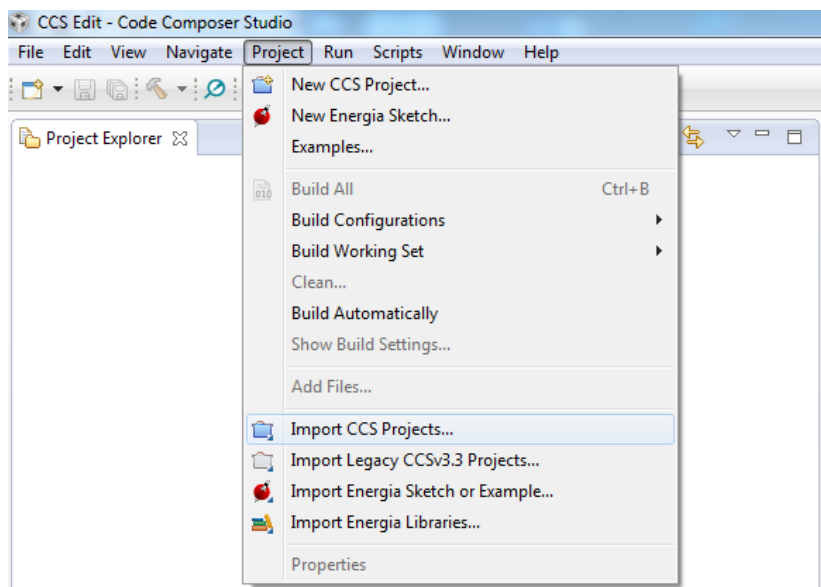 CCS Edit - Code Composer Studio
File Edit View Navigate Project Run Scripts Window Help
Project Explorer
New CCS Project...
New Energia Sketch...
Examples...
010
Build All Ctrl+B
Build Configurations
Build Working Set
Clean...
Build Automatically
Show Build Settings...
Add Files...
Import CCS Projects...
Import Legacy CCSv3.3 Projects...
Import Energia Sketch or Example...
Import Energia Libraries...
Properties